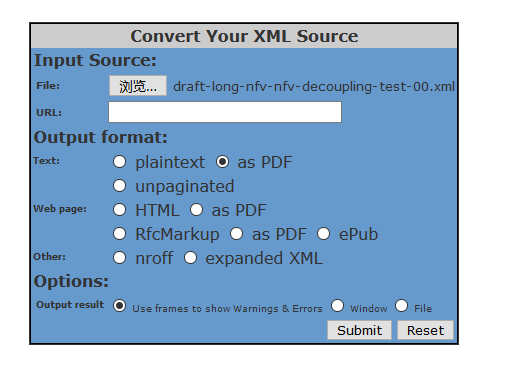 Convert Your XML Source
Input Source:
File: 浏览... draft-long-nfv-nfv-decoupling-test-00.xml
URL:
Output format:
Text: plaintext as PDF
unpaginated
Web page: HTML as PDF
RfcMarkup as PDF ePub
Other: nroff expanded XML
Options:
Output result Use frames to show Warnings & Errors Window File
Submit Reset